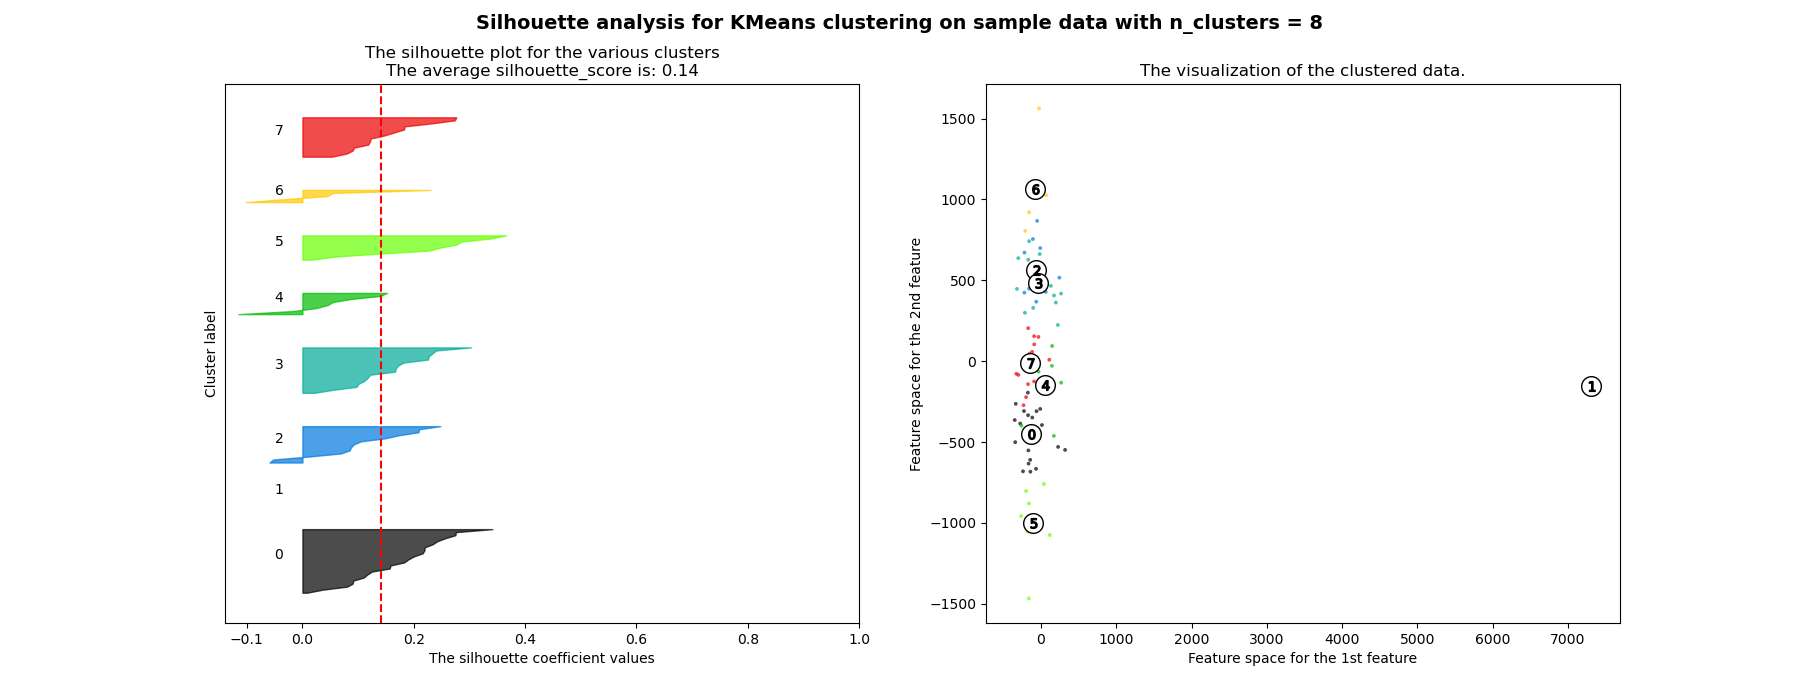 Silhouette analysis for KMeans clustering on sample data with n_clusters = 8
The silhouette plot for the various clusters
The average silhouette_score is: 0.14
7
6
5
4
3
2
1
0
Cluster label
−0.1 0.0 0.2 0.4 0.6 0.8 1.0
The silhouette coefficient values
The visualization of the clustered data.
1500
1000
500
0
−500
−1000
−1500
Feature space for the 2nd feature
6
2
3
7
4
1
0
5
0 1000 2000 3000 4000 5000 6000 7000
Feature space for the 1st feature